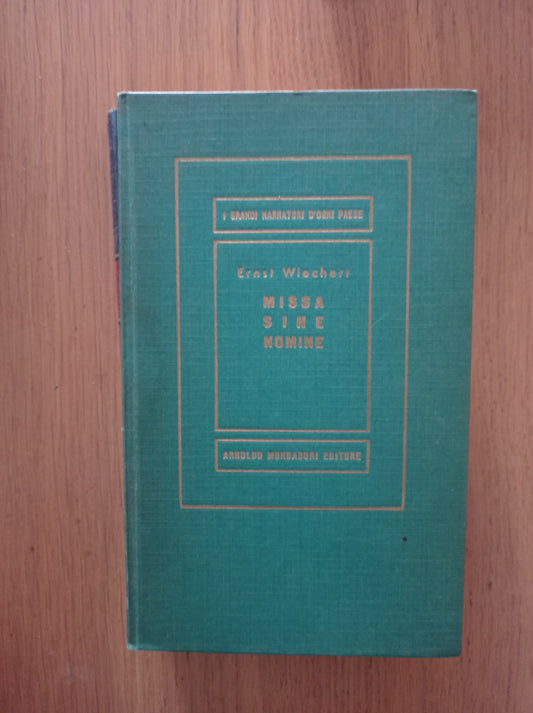 I GRANDI NARRATORI D'OGNI PAESE
Ernst Wiechert
MISSA
SINE
NOMINE
ARNOLDO MONDADORI EDITORE